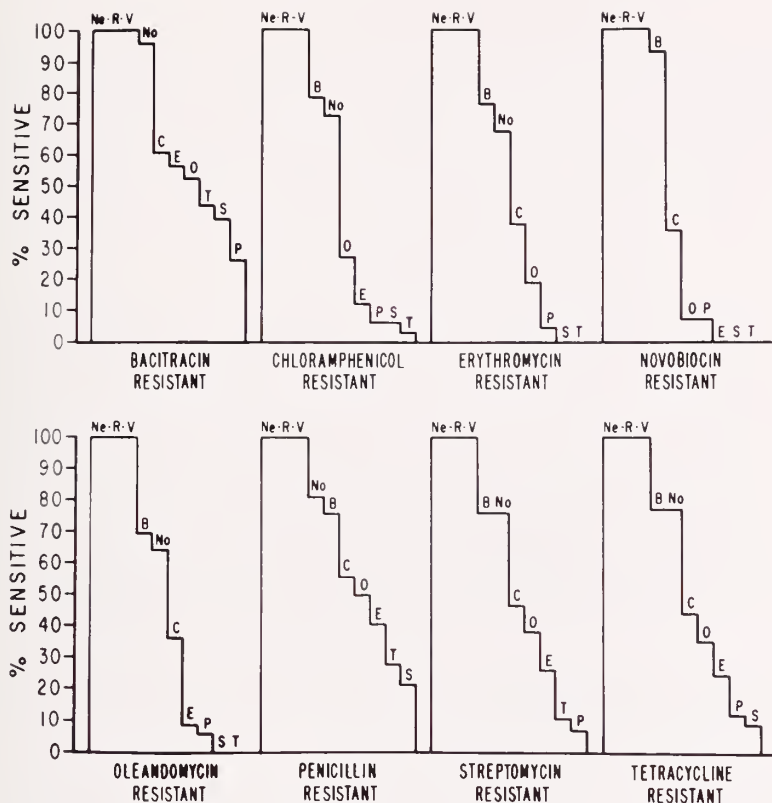 Ne·R·V Ne·R·V Ne·R·V Ne·R·V
% SENSITIVE
100
90
80
70
60
50
40
30
20
10
0
No
C
E
O
T
S
P
BACITRACIN
RESISTANT
B
No
O
E
P S
T
CHLORAMPHENICOL
RESISTANT
B
No
C
O
P
S T
ERYTHROMYCIN
RESISTANT
B
C
O P
E S T
NOVOBIOCIN
RESISTANT
Ne·R·V Ne·R·V Ne·R·V Ne·R·V
% SENSITIVE
100
90
80
70
60
50
40
30
20
10
0
B
No
C
E
P
S T
OLEANDOMYCIN
RESISTANT
No
B
C
O
E
T
S
PENICILLIN
RESISTANT
B No
C
O
E
T
P
STREPTOMYCIN
RESISTANT
B No
C
O
E
P
S
TETRACYCLINE
RESISTANT